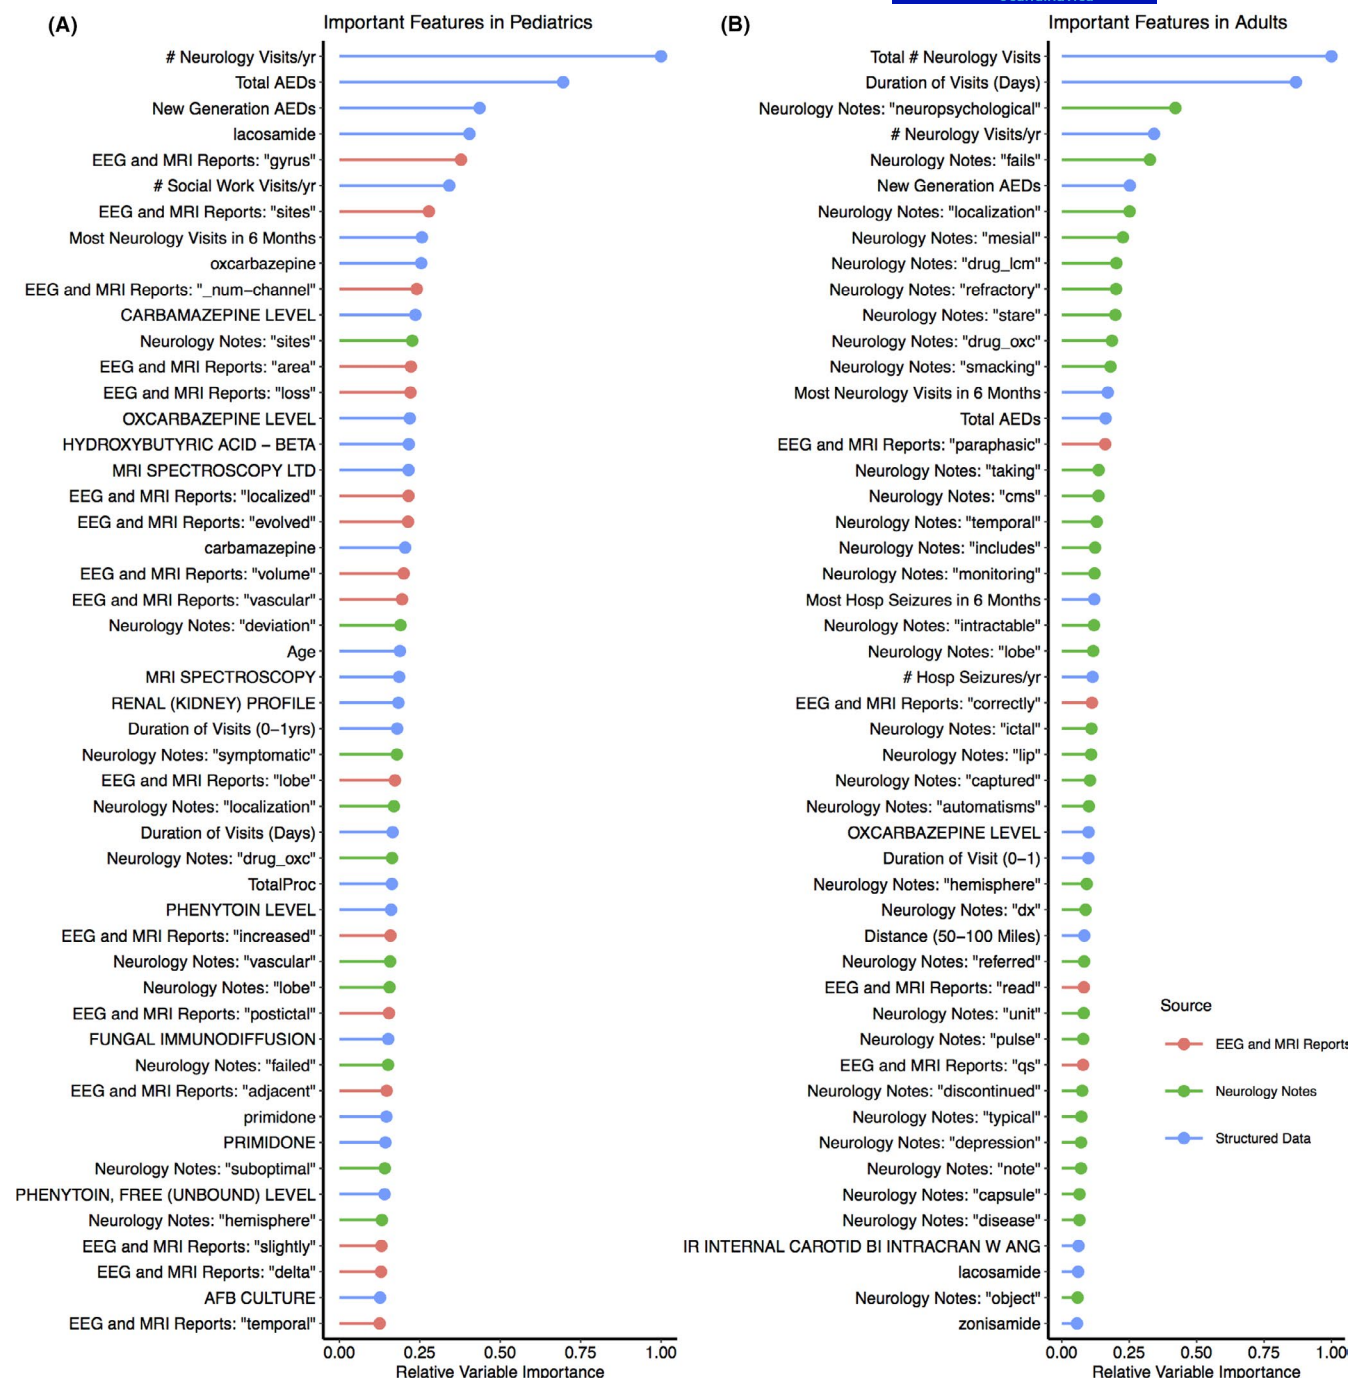 (A)
Important Features in Pediatrics
# Neurology Visits/yr
Total AEDs
New Generation AEDs
lacosamide
EEG and MRI Reports: "gyrus"
# Social Work Visits/yr
EEG and MRI Reports: "sites"
Most Neurology Visits in 6 Months
oxcarbazepine
EEG and MRI Reports: "_num−channel"
CARBAMAZEPINE LEVEL
Neurology Notes: "sites"
EEG and MRI Reports: "area"
EEG and MRI Reports: "loss"
OXCARBAZEPINE LEVEL
HYDROXYBUTYRIC ACID − BETA
MRI SPECTROSCOPY LTD
EEG and MRI Reports: "localized"
EEG and MRI Reports: "evolved"
carbamazepine
EEG and MRI Reports: "volume"
EEG and MRI Reports: "vascular"
Neurology Notes: "deviation"
Age
MRI SPECTROSCOPY
RENAL (KIDNEY) PROFILE
Duration of Visits (0−1yrs)
Neurology Notes: "symptomatic"
EEG and MRI Reports: "lobe"
Neurology Notes: "localization"
Duration of Visits (Days)
Neurology Notes: "drug_oxc"
TotalProc
PHENYTOIN LEVEL
EEG and MRI Reports: "increased"
Neurology Notes: "vascular"
Neurology Notes: "lobe"
EEG and MRI Reports: "postictal"
FUNGAL IMMUNODIFFUSION
Neurology Notes: "failed"
EEG and MRI Reports: "adjacent"
primidone
PRIMIDONE
Neurology Notes: "suboptimal"
PHENYTOIN, FREE (UNBOUND) LEVEL
Neurology Notes: "hemisphere"
EEG and MRI Reports: "slightly"
EEG and MRI Reports: "delta"
AFB CULTURE
EEG and MRI Reports: "temporal"
0.00 0.25 0.50 0.75 1.00
Relative Variable Importance
(B)
Important Features in Adults
Total # Neurology Visits
Duration of Visits (Days)
Neurology Notes: "neuropsychological"
# Neurology Visits/yr
Neurology Notes: "fails"
New Generation AEDs
Neurology Notes: "localization"
Neurology Notes: "mesial"
Neurology Notes: "drug_lcm"
Neurology Notes: "refractory"
Neurology Notes: "stare"
Neurology Notes: "drug_oxc"
Neurology Notes: "smacking"
Most Neurology Visits in 6 Months
Total AEDs
EEG and MRI Reports: "paraphasic"
Neurology Notes: "taking"
Neurology Notes: "cms"
Neurology Notes: "temporal"
Neurology Notes: "includes"
Neurology Notes: "monitoring"
Most Hosp Seizures in 6 Months
Neurology Notes: "intractable"
Neurology Notes: "lobe"
# Hosp Seizures/yr
EEG and MRI Reports: "correctly"
Neurology Notes: "ictal"
Neurology Notes: "lip"
Neurology Notes: "captured"
Neurology Notes: "automatisms"
OXCARBAZEPINE LEVEL
Duration of Visit (0−1)
Neurology Notes: "hemisphere"
Neurology Notes: "dx"
Distance (50−100 Miles)
Neurology Notes: "referred"
EEG and MRI Reports: "read"
Neurology Notes: "unit"
Neurology Notes: "pulse"
EEG and MRI Reports: "qs"
Neurology Notes: "discontinued"
Neurology Notes: "typical"
Neurology Notes: "depression"
Neurology Notes: "note"
Neurology Notes: "capsule"
Neurology Notes: "disease"
IR INTERNAL CAROTID BI INTRACRAN W ANG
lacosamide
Neurology Notes: "object"
zonisamide
0.00 0.25 0.50 0.75 1.00
Relative Variable Importance
Source
EEG and MRI Reports
Neurology Notes
Structured Data